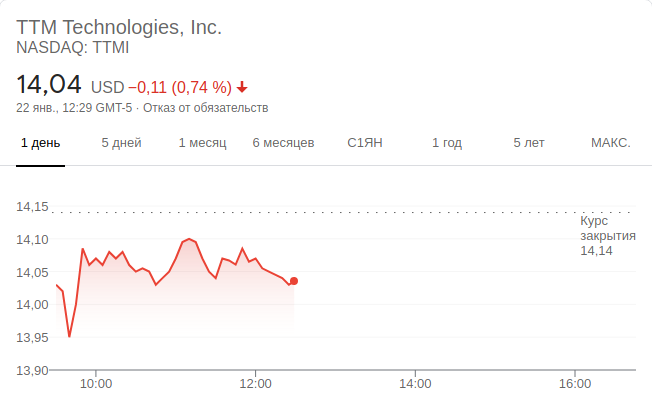 TTM Technologies, Inc.
NASDAQ: TTMI
14,04 USD −0,11 (0,74 %)
22 янв., 12:29 GMT-5 · Отказ от обязательств
1 день 5 дней 1 месяц 6 месяцев С1ЯН 1 год 5 лет МАКС.
14,15
Курс
закрытия
14,14
14,10
14,05
14,00
13,95
13,90
10:00 12:00 14:00 16:00